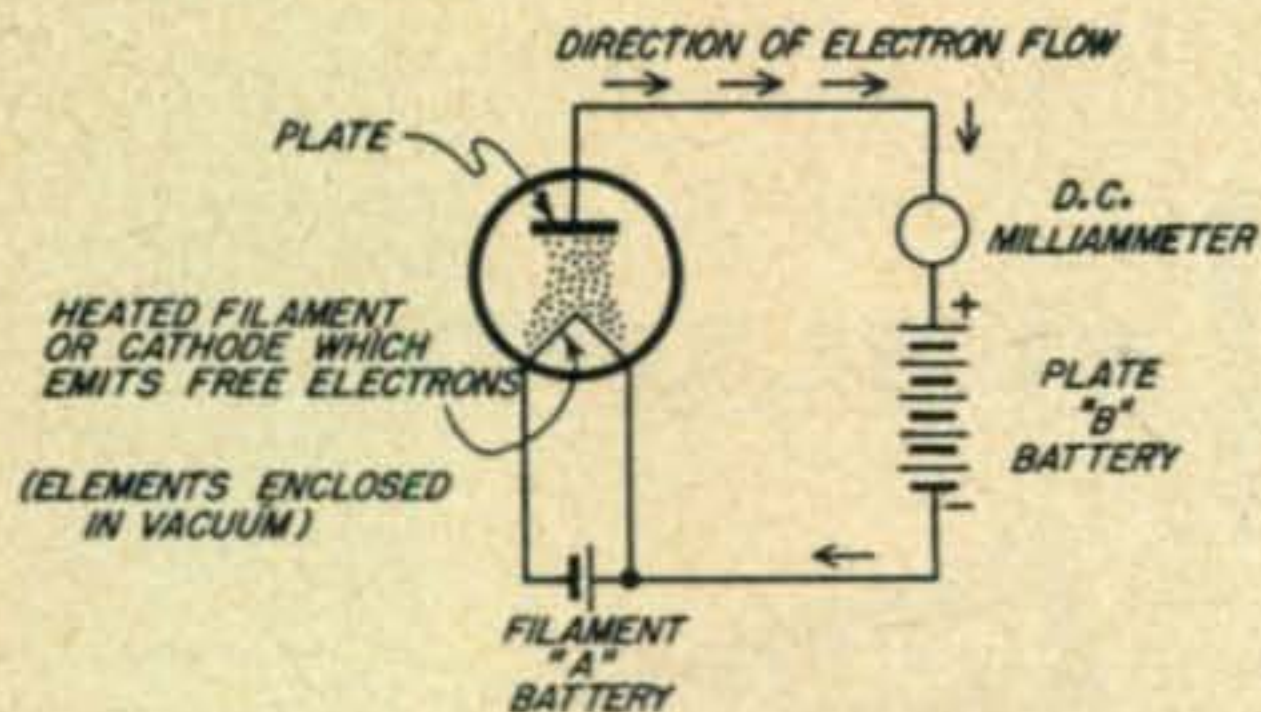 DIRECTION OF ELECTRON FLOW
PLATE
D.C.
MILLIAMMETER
HEATED FILAMENT
OR CATHODE WHICH
EMITS FREE ELECTRONS
+
PLATE
"B"
BATTERY
(ELEMENTS ENCLOSED
IN VACUUM)
-
FILAMENT
"A"
BATTERY